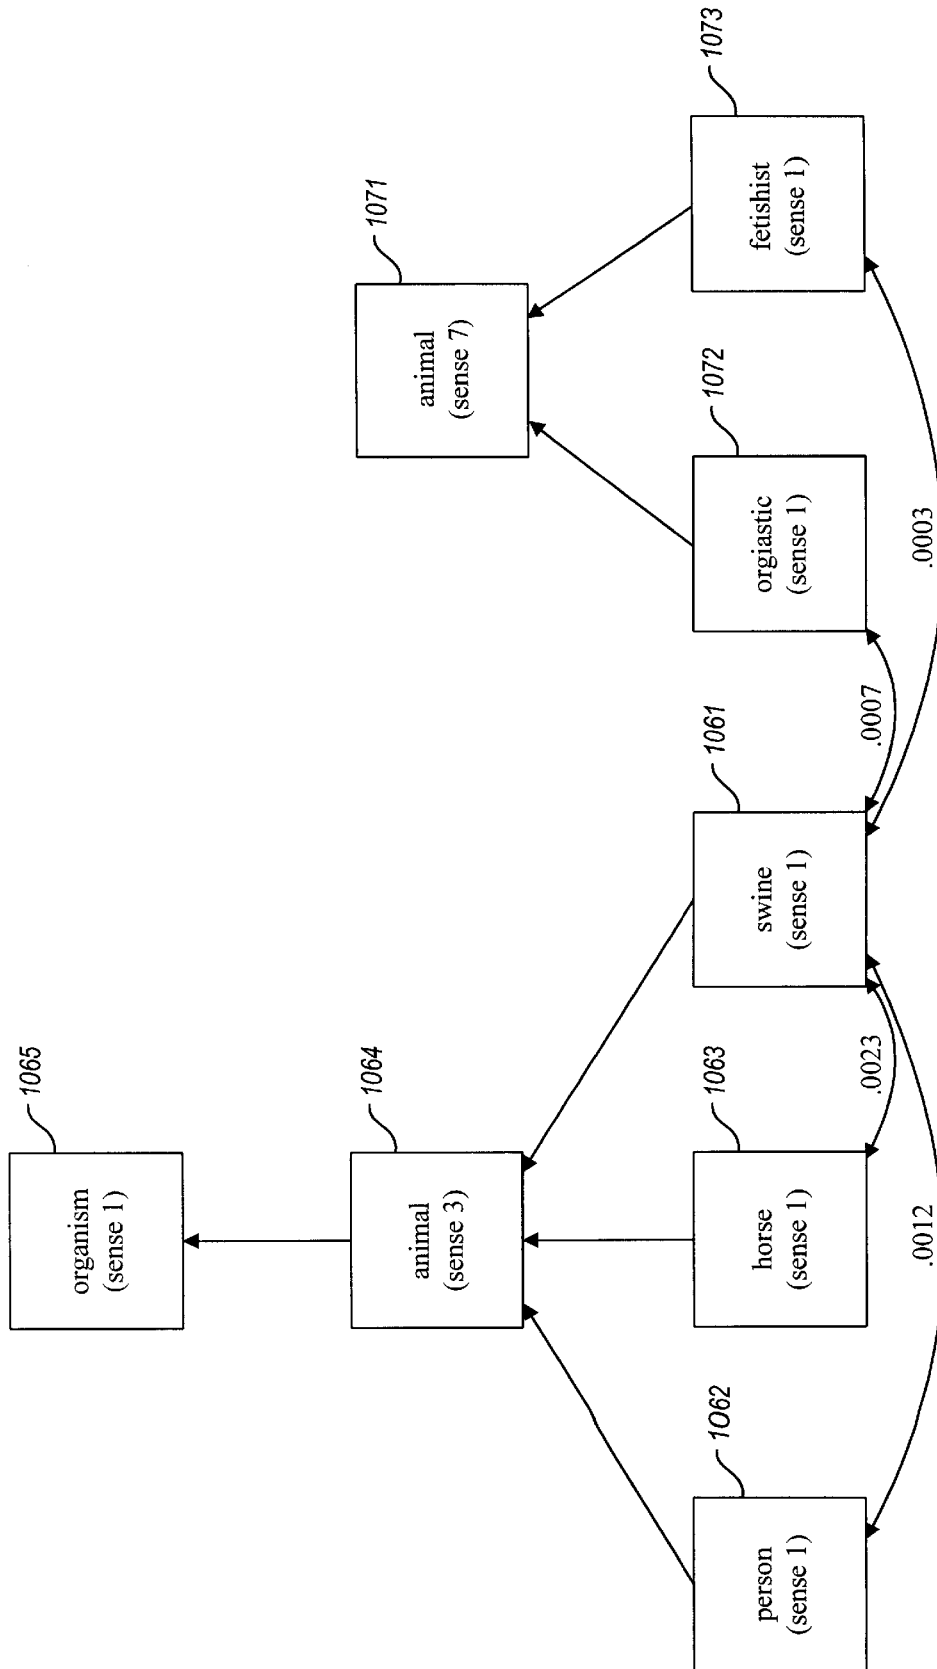 organism
(sense 1)
1065
animal
(sense 3)
1064
animal
(sense 7)
1071
person
(sense 1)
1062
horse
(sense 1)
1063
swine
(sense 1)
1061
orgiastic
(sense 1)
1072
fetishist
(sense 1)
1073
.0023
.0007
.0012
.0003